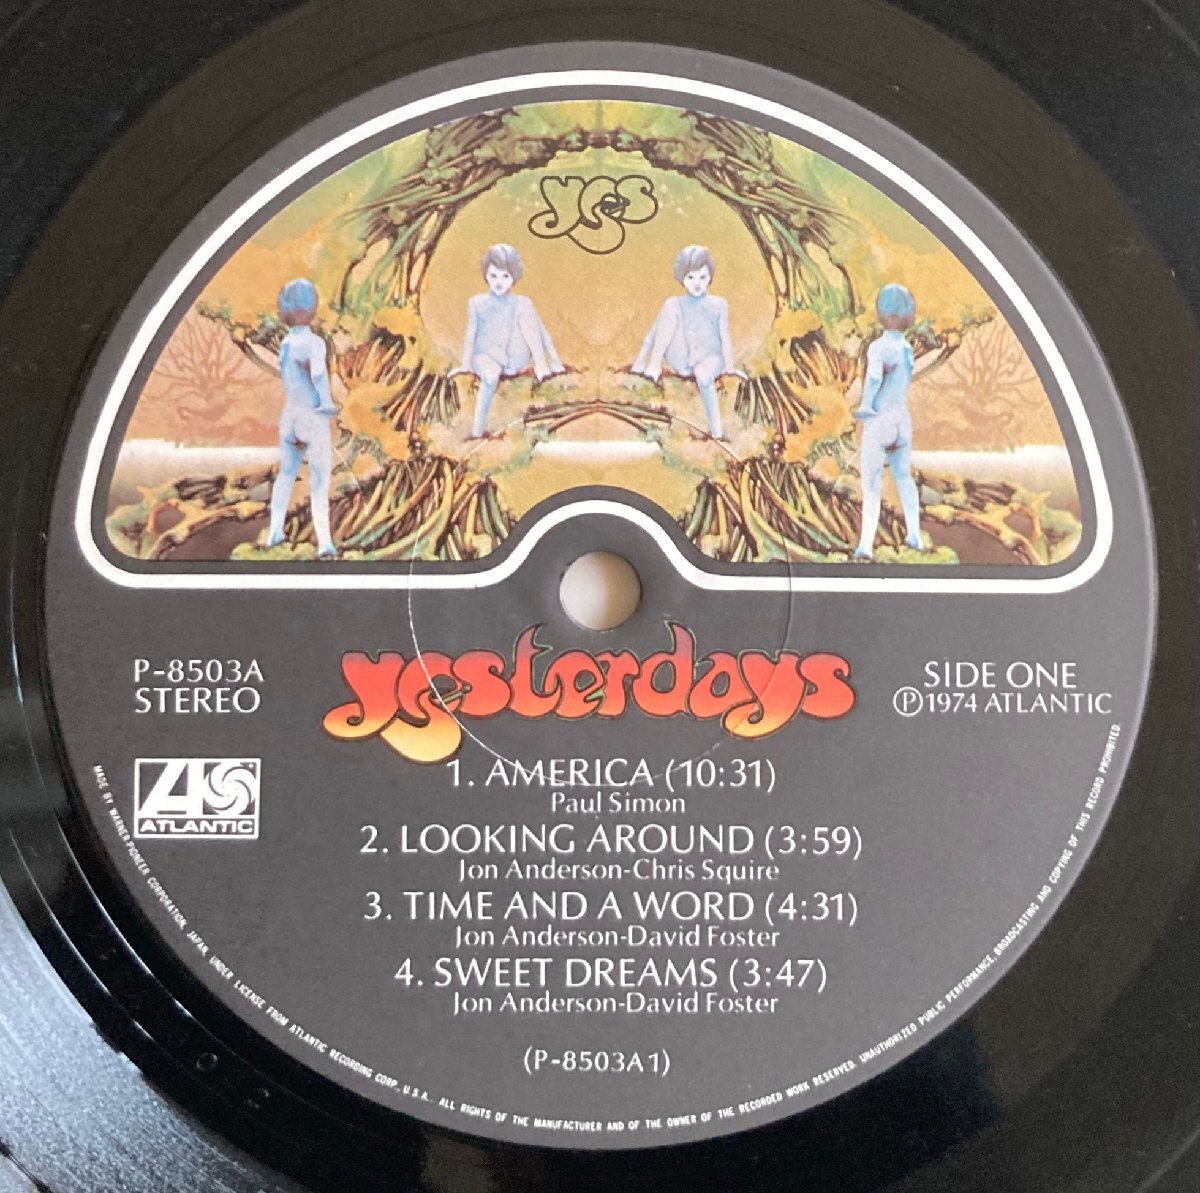 yes
yesterdays
P-8503A
STEREO
SIDE ONE
Ⓟ1974 ATLANTIC
ATLANTIC
1. AMERICA (10:31)
Paul Simon
2. LOOKING AROUND (3:59)
Jon Anderson-Chris Squire
3. TIME AND A WORD (4:31)
Jon Anderson-David Foster
4. SWEET DREAMS (3:47)
Jon Anderson-David Foster
(P-8503A1)
MADE BY WARNER-PIONEER CORPORATION, JAPAN, UNDER LICENSE FROM ATLANTIC RECORDING CORP., U.S.A. ALL RIGHTS OF THE MANUFACTURER AND OF THE OWNER OF THE RECORDED WORK RESERVED. UNAUTHORIZED PUBLIC PERFORMANCE, BROADCASTING AND COPYING OF THIS RECORD PROHIBITED.